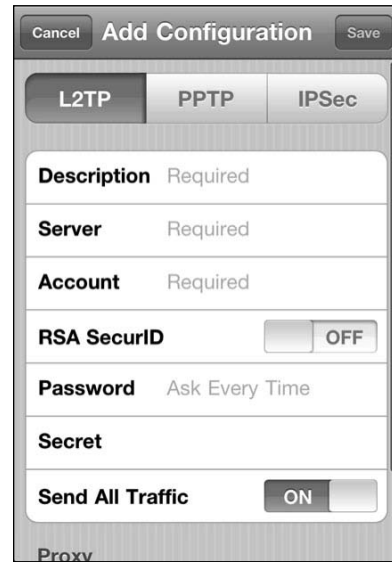 Cancel Add Configuration Save
L2TP PPTP IPSec
Description Required
Server Required
Account Required
RSA SecurID OFF
Password Ask Every Time
Secret
Send All Traffic ON
Proxy